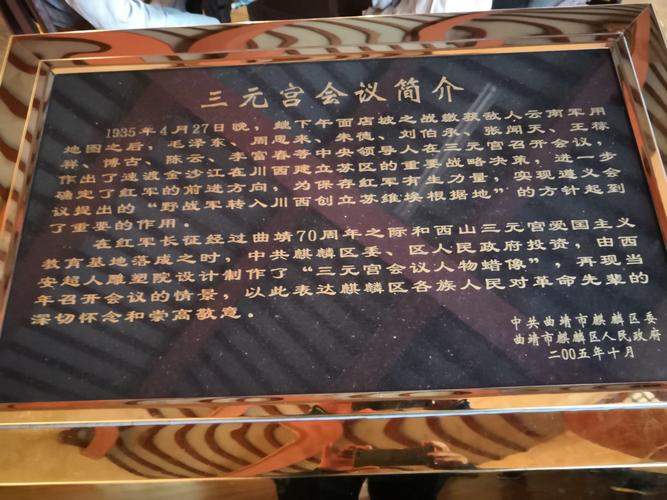 三元宫会议简介
1935年4月27日晚，继下午面店坡之战缴获敌人云南军用
地图之后，毛泽东、周恩来、朱德、刘伯承、张闻天、王稼
祥、博古、陈云、李富春等中央领导人在三元宫召开会议，
作出了速渡金沙江在川西建立苏区的重要战略决策，进一步
确定了红军的前进方向，为保存红军有生力量，实现遵义会
议提出的“野战军转入川西创立苏维埃根据地”的方针起到
了重要的作用。
在红军长征经过曲靖70周年之际和西山三元宫爱国主义
教育基地落成之时，中共麒麟区委 区人民政府投资，由西
安超人雕塑院设计制作了“三元宫会议人物蜡像”，再现当
年召开会议的情景，以此表达麒麟区各族人民对革命先辈的
深切怀念和崇高敬意。
中共曲靖市麒麟区委
曲靖市麒麟区人民政府
二00五年十月